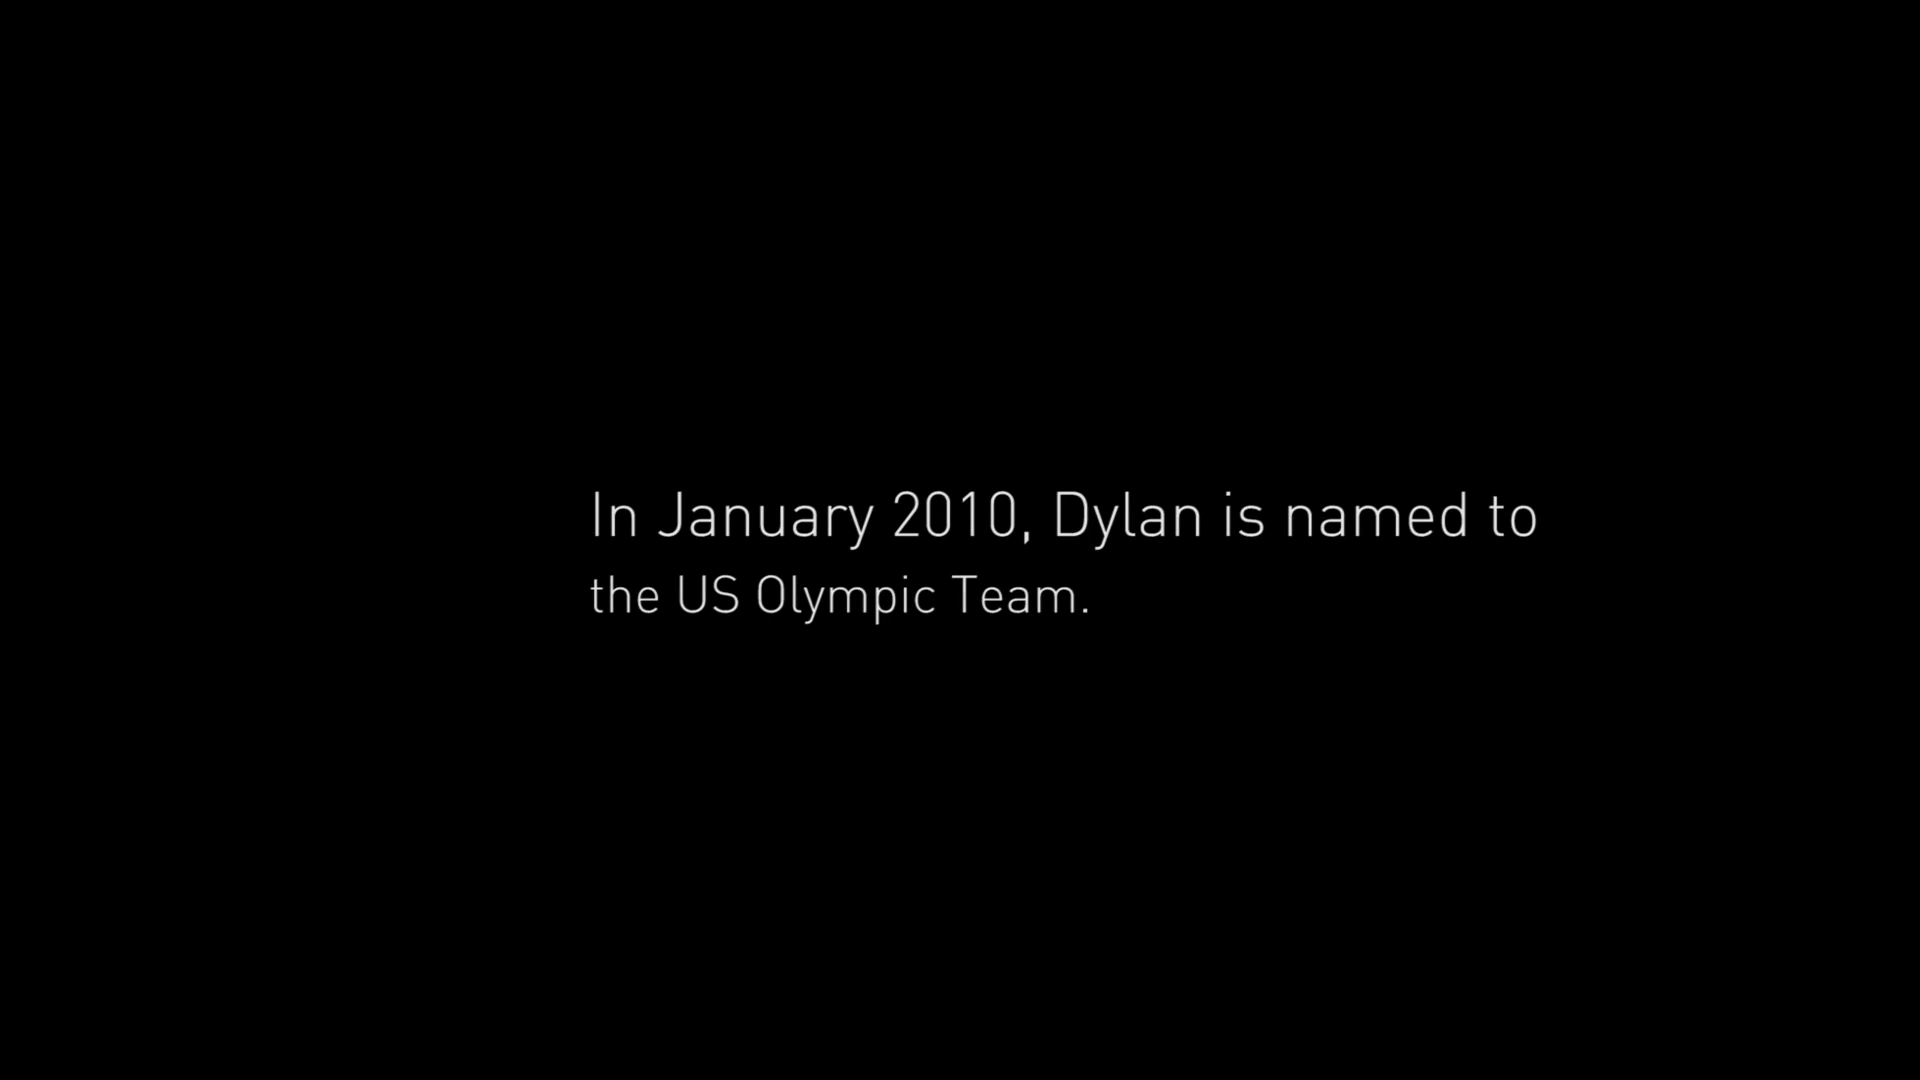 In January 2010, Dylan is named to
the US Olympic Team.